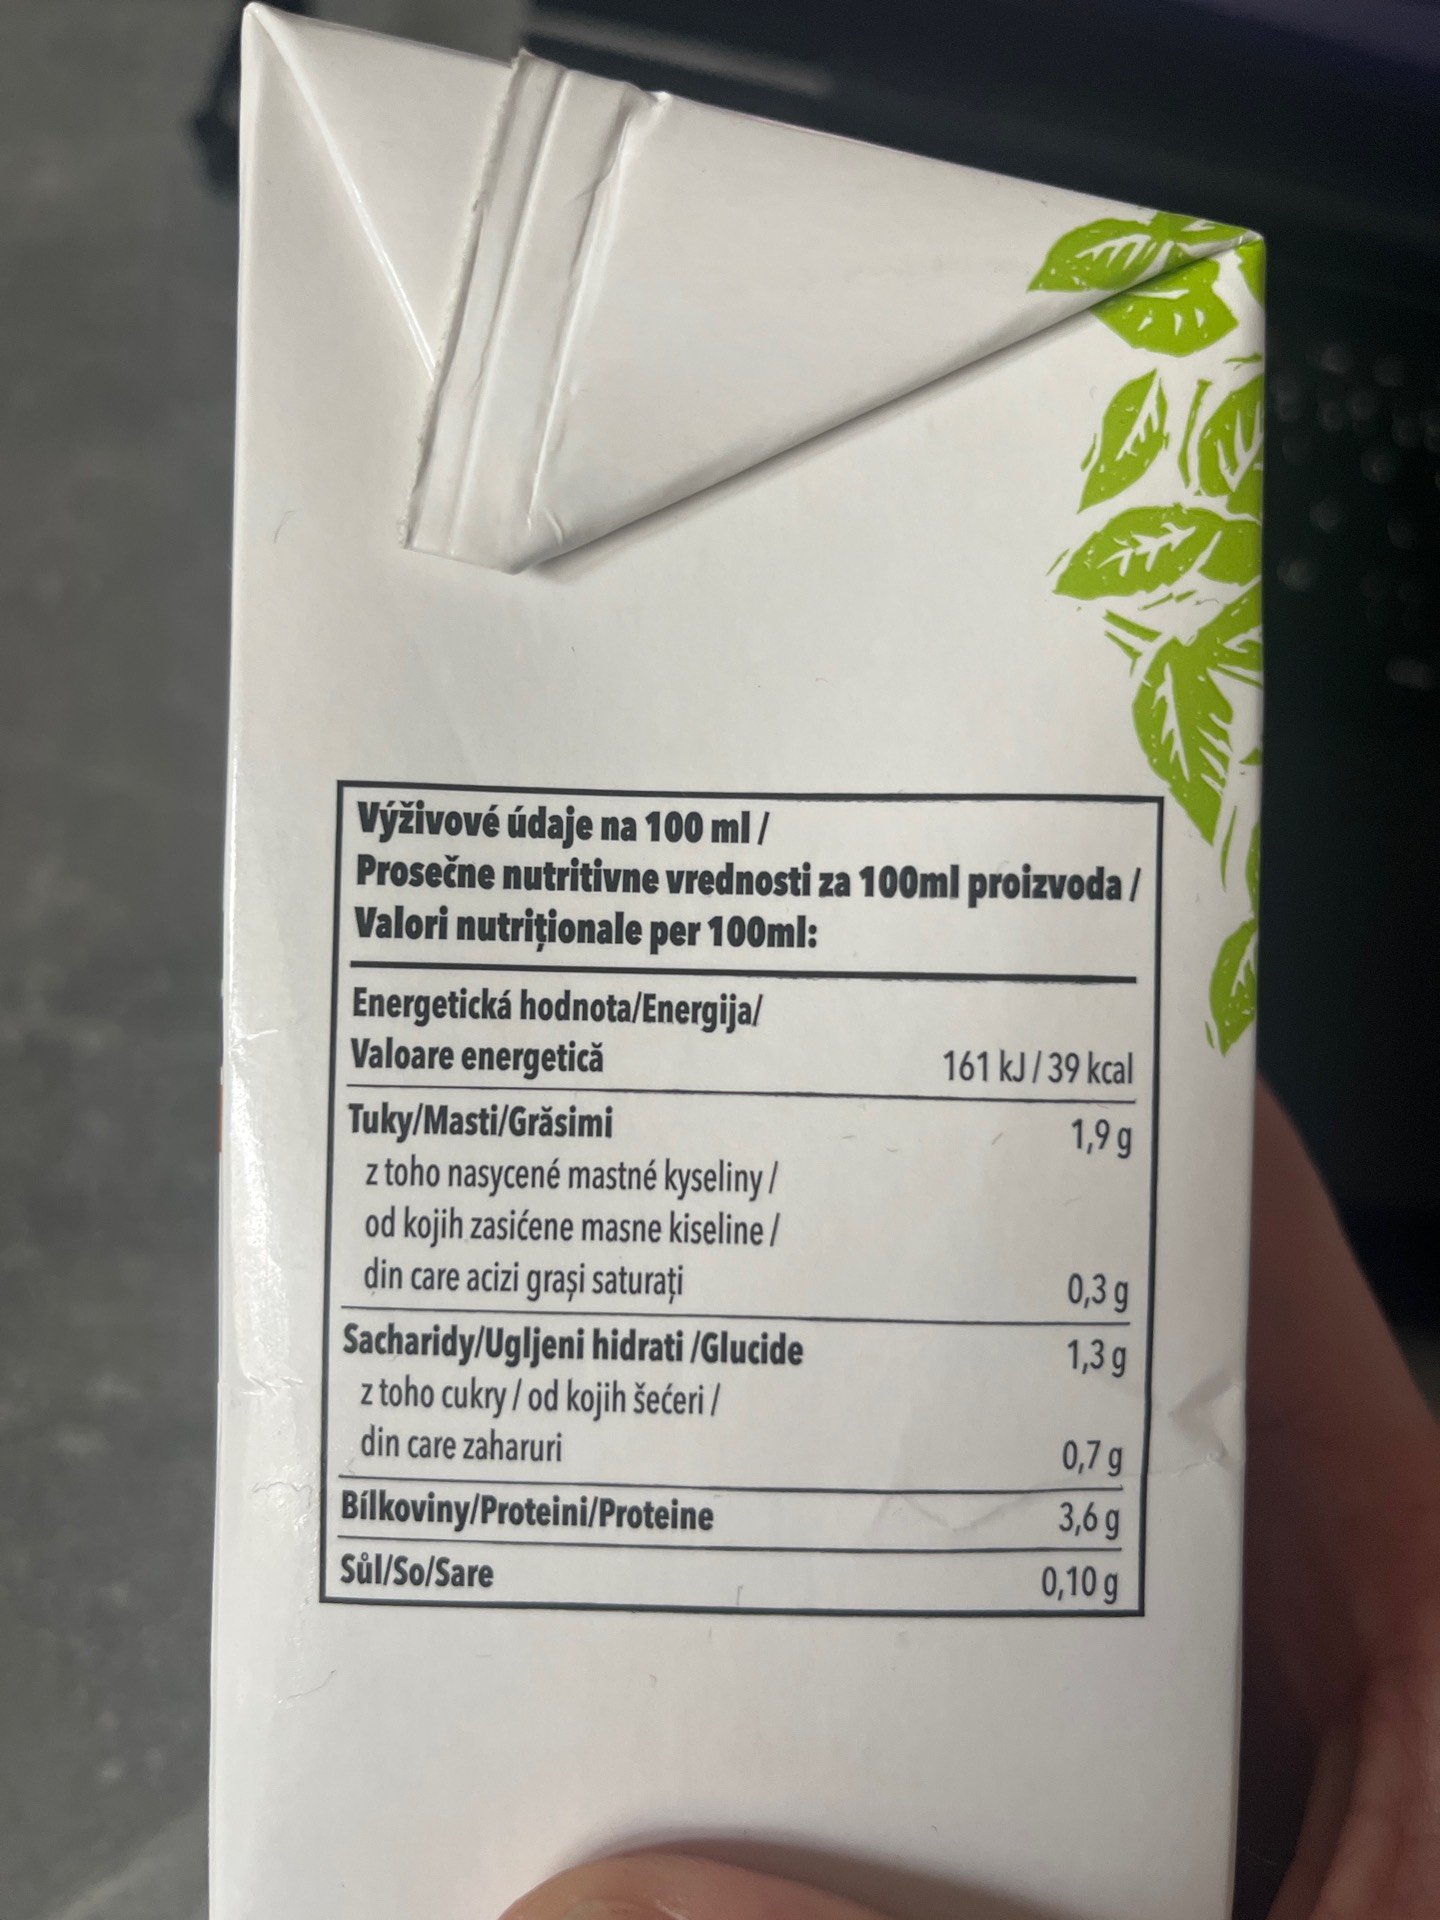 Výživové údaje na 100 ml /
Prosečne nutritivne vrednosti za 100ml proizvoda /
Valori nutriționale per 100ml:
Energetická hodnota/Energija/
Valoare energetică 161 kJ / 39 kcal
Tuky/Masti/Grăsimi 1,9 g
z toho nasycené mastné kyseliny /
od kojih zasićene masne kiseline /
din care acizi grași saturați 0,3 g
Sacharidy/Ugljeni hidrati /Glucide 1,3 g
z toho cukry / od kojih šećeri /
din care zaharuri 0,7 g
Bílkoviny/Proteini/Proteine 3,6 g
Sůl/So/Sare 0,10 g